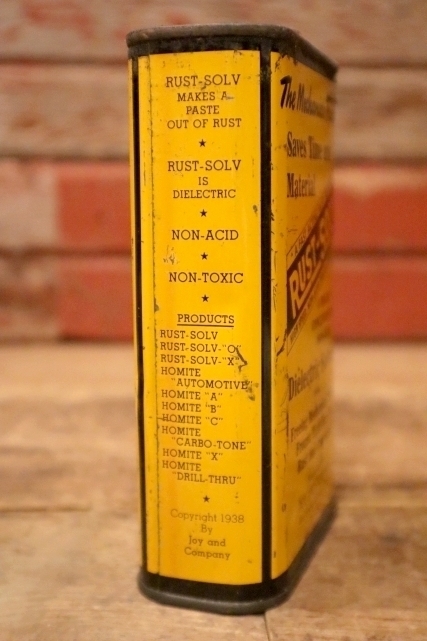 RUST-SOLV
MAKES A
PASTE
OUT OF RUST
★
RUST-SOLV
IS
DIELECTRIC
★
NON-ACID
★
NON-TOXIC
★
PRODUCTS
RUST-SOLV
RUST-SOLV-"O"
RUST-SOLV-"X"
HOMITE
"AUTOMOTIVE"
HOMITE "A"
HOMITE "B"
HOMITE "C"
HOMITE
"CARBO-TONE"
HOMITE "X"
HOMITE
"DRILL-THRU"
★
Copyright 1938
By
Joy and
Company
The
Saves Time
Material
RUST-SO